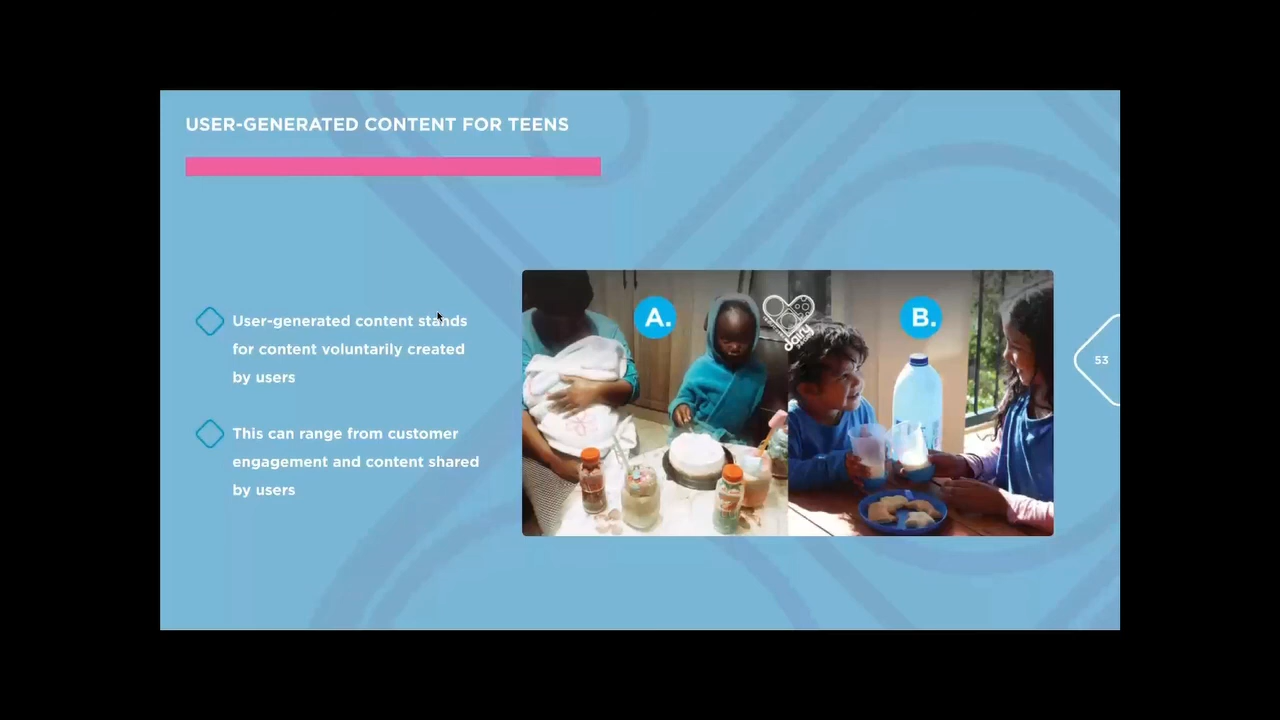 USER-GENERATED CONTENT FOR TEENS
User-generated content stands
for content voluntarily created
by users
This can range from customer
engagement and content shared
by users
A.
B.
dairy
53